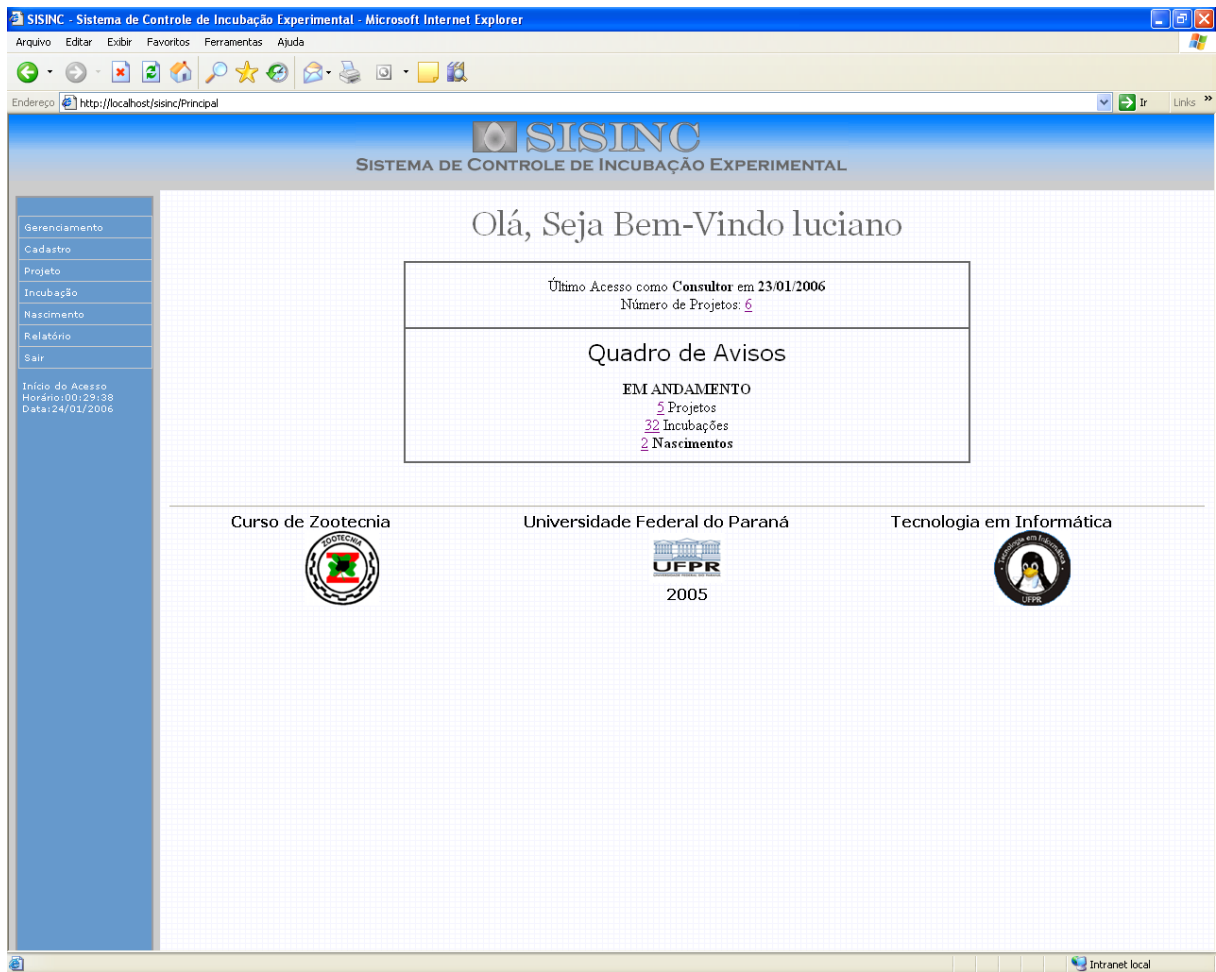 SISINC - Sistema de Controle de Incubação Experimental - Microsoft Internet Explorer
Arquivo Editar Exibir Favoritos Ferramentas Ajuda
Endereço http://localhost/sisinc/Principal Ir Links »
SISINC
SISTEMA DE CONTROLE DE INCUBAÇÃO EXPERIMENTAL
Gerenciamento
Cadastro
Projeto
Incubação
Nascimento
Relatório
Sair
Início do Acesso
Horário:00:29:38
Data:24/01/2006
Olá, Seja Bem-Vindo luciano
Último Acesso como Consultor em 23/01/2006
Número de Projetos: 6
Quadro de Avisos
EM ANDAMENTO
5 Projetos
32 Incubações
2 Nascimentos
Curso de Zootecnia
ZOOTECNIA
Universidade Federal do Paraná
UFPR
2005
Tecnologia em Informática
Tecnologia em Informática
UFPR
Intranet local